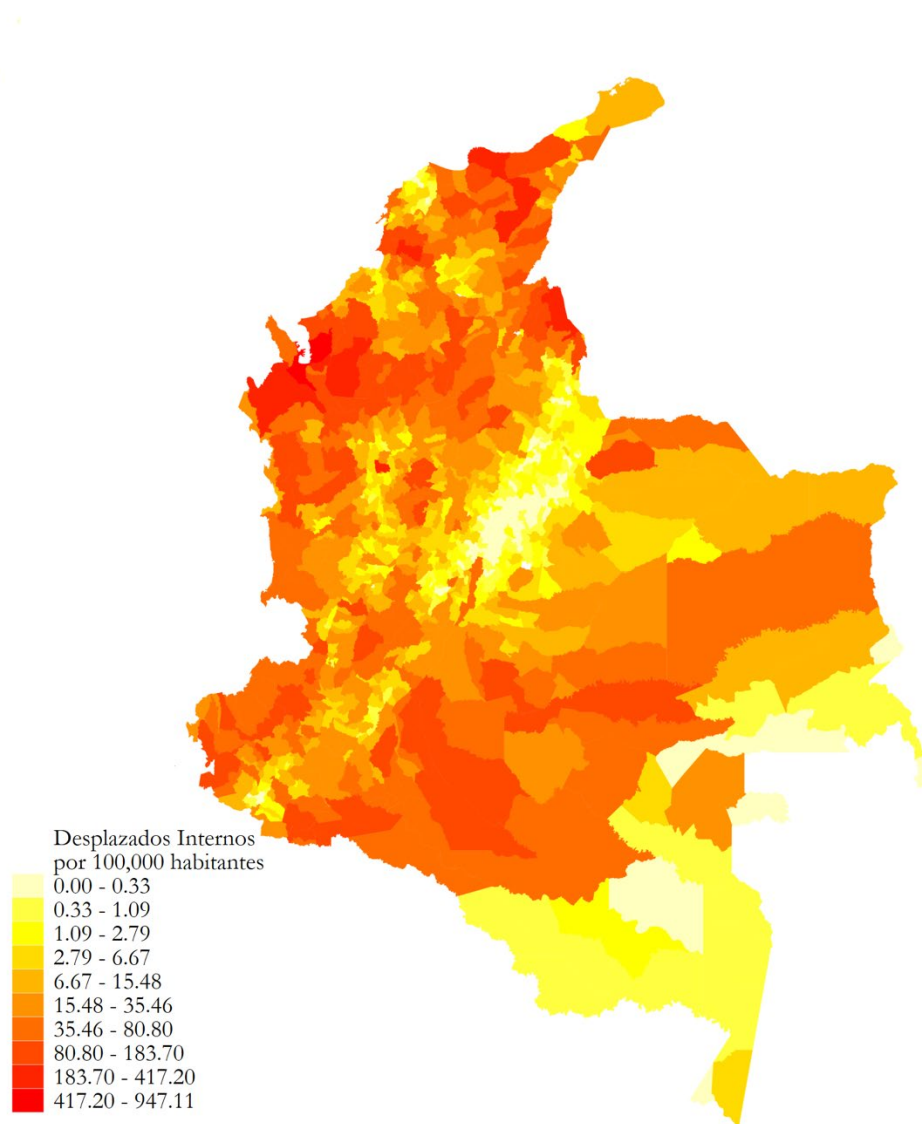 Desplazados Internos
por 100,000 habitantes
0.00 - 0.33
0.33 - 1.09
1.09 - 2.79
2.79 - 6.67
6.67 - 15.48
15.48 - 35.46
35.46 - 80.80
80.80 - 183.70
183.70 - 417.20
417.20 - 947.11